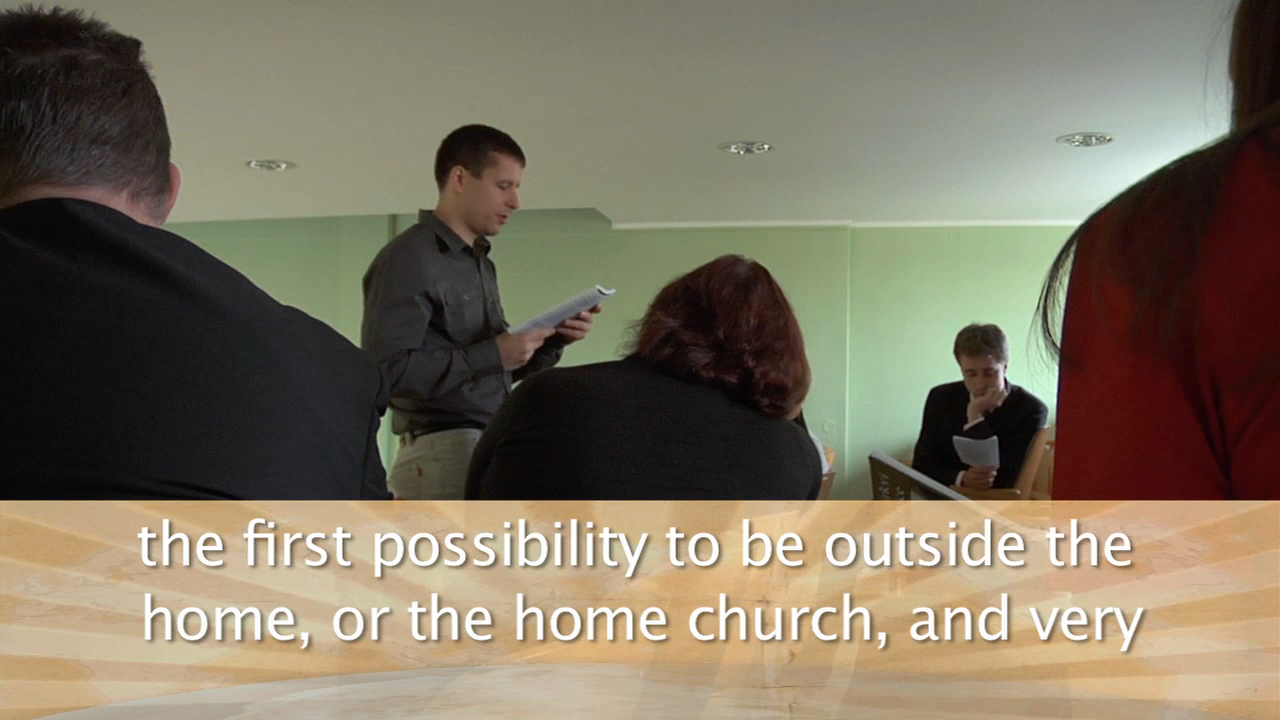 the first possibility to be outside the
home, or the home church, and very